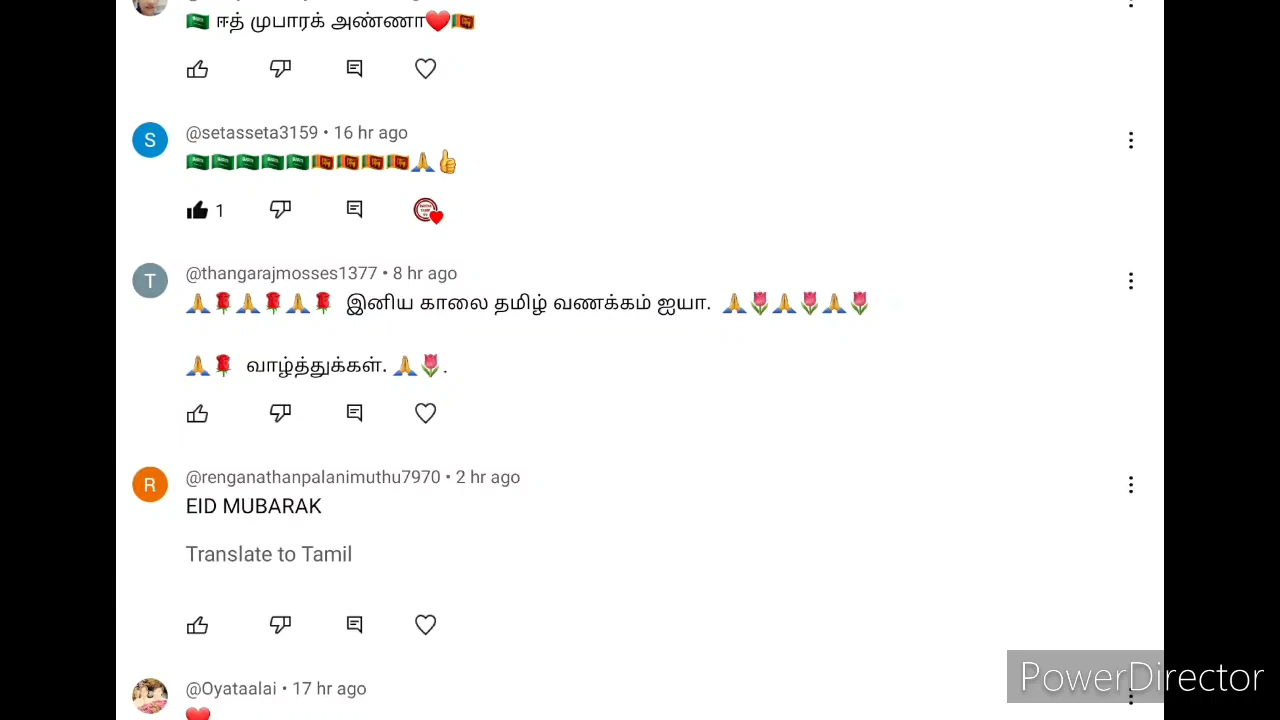 🇸🇦 ஈத் முபாரக் அண்ணா❤️🇱🇰
S
@setasseta3159 • 16 hr ago
🇸🇦🇸🇦🇸🇦🇸🇦🇸🇦🇱🇰🇱🇰🇱🇰🇱🇰🙏👍
1
T
@thangarajmosses1377 • 8 hr ago
🙏🌹🙏🌹🙏🌹 இனிய காலை தமிழ் வணக்கம் ஐயா. 🙏🌷🙏🌷🙏🌷
🙏🌹 வாழ்த்துக்கள். 🙏🌷.
R
@renganathanpalanimuthu7970 • 2 hr ago
EID MUBARAK
Translate to Tamil
@Oyataalai • 17 hr ago
❤️
PowerDirector